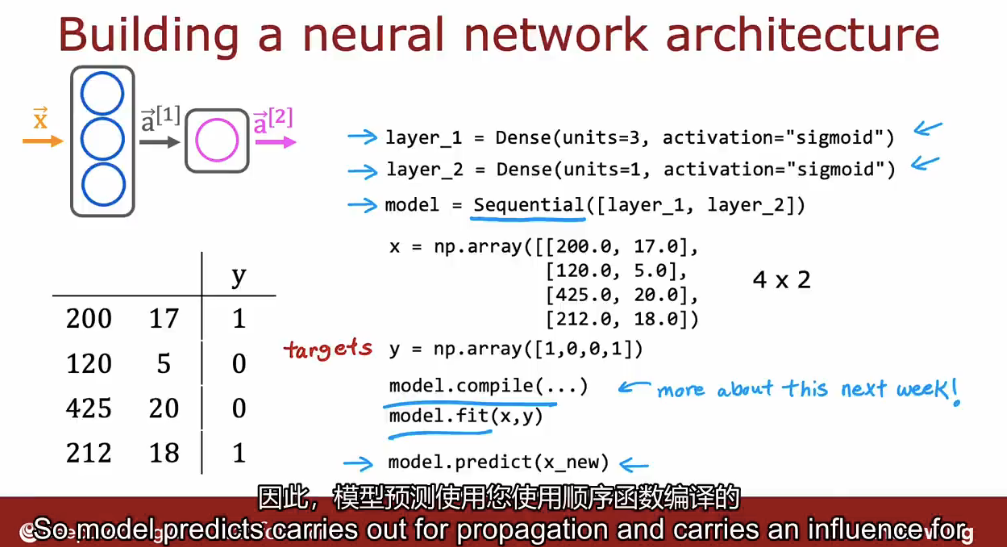 Building a neural network architecture
x⃗
a⃗[1]
a⃗[2]
layer_1 = Dense(units=3, activation="sigmoid")
layer_2 = Dense(units=1, activation="sigmoid")
model = Sequential([layer_1, layer_2])
x = np.array([[200.0, 17.0],
[120.0, 5.0],
[425.0, 20.0],
[212.0, 18.0]])
4 x 2
y
200 17 1
120 5 0
425 20 0
212 18 1
targets y = np.array([1,0,0,1])
model.compile(...) more about this next week!
model.fit(x,y)
model.predict(x_new)
因此，模型预测使用您使用顺序函数编译的
So model predicts carries out for propagation and carries an influence for